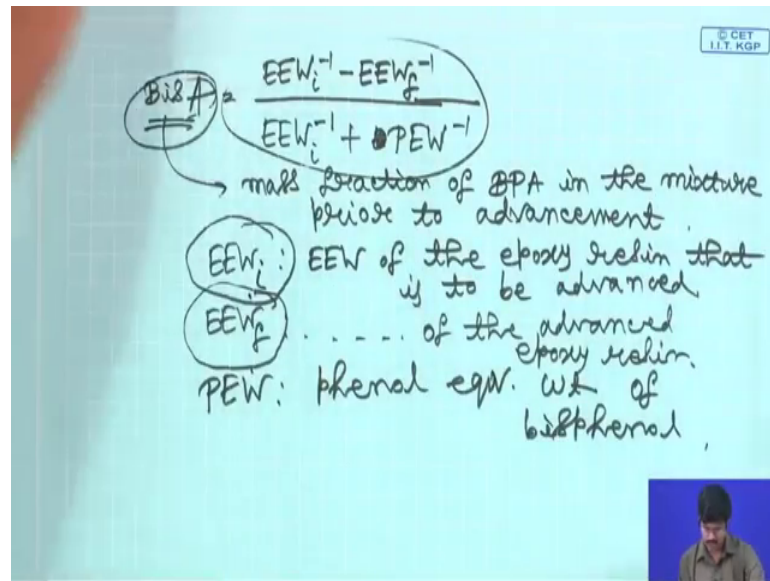 © CET
I.I.T. KGP
BisA = EEWi⁻¹ - EEWf⁻¹
EEWi⁻¹ + PEW⁻¹
mass fraction of BPA in the mixture
prior to advancement.
EEWi : EEW of the epoxy resin that
is to be advanced
EEWf ...... of the advanced
epoxy resin.
PEW : phenol eqv. wt of
bisphenol.